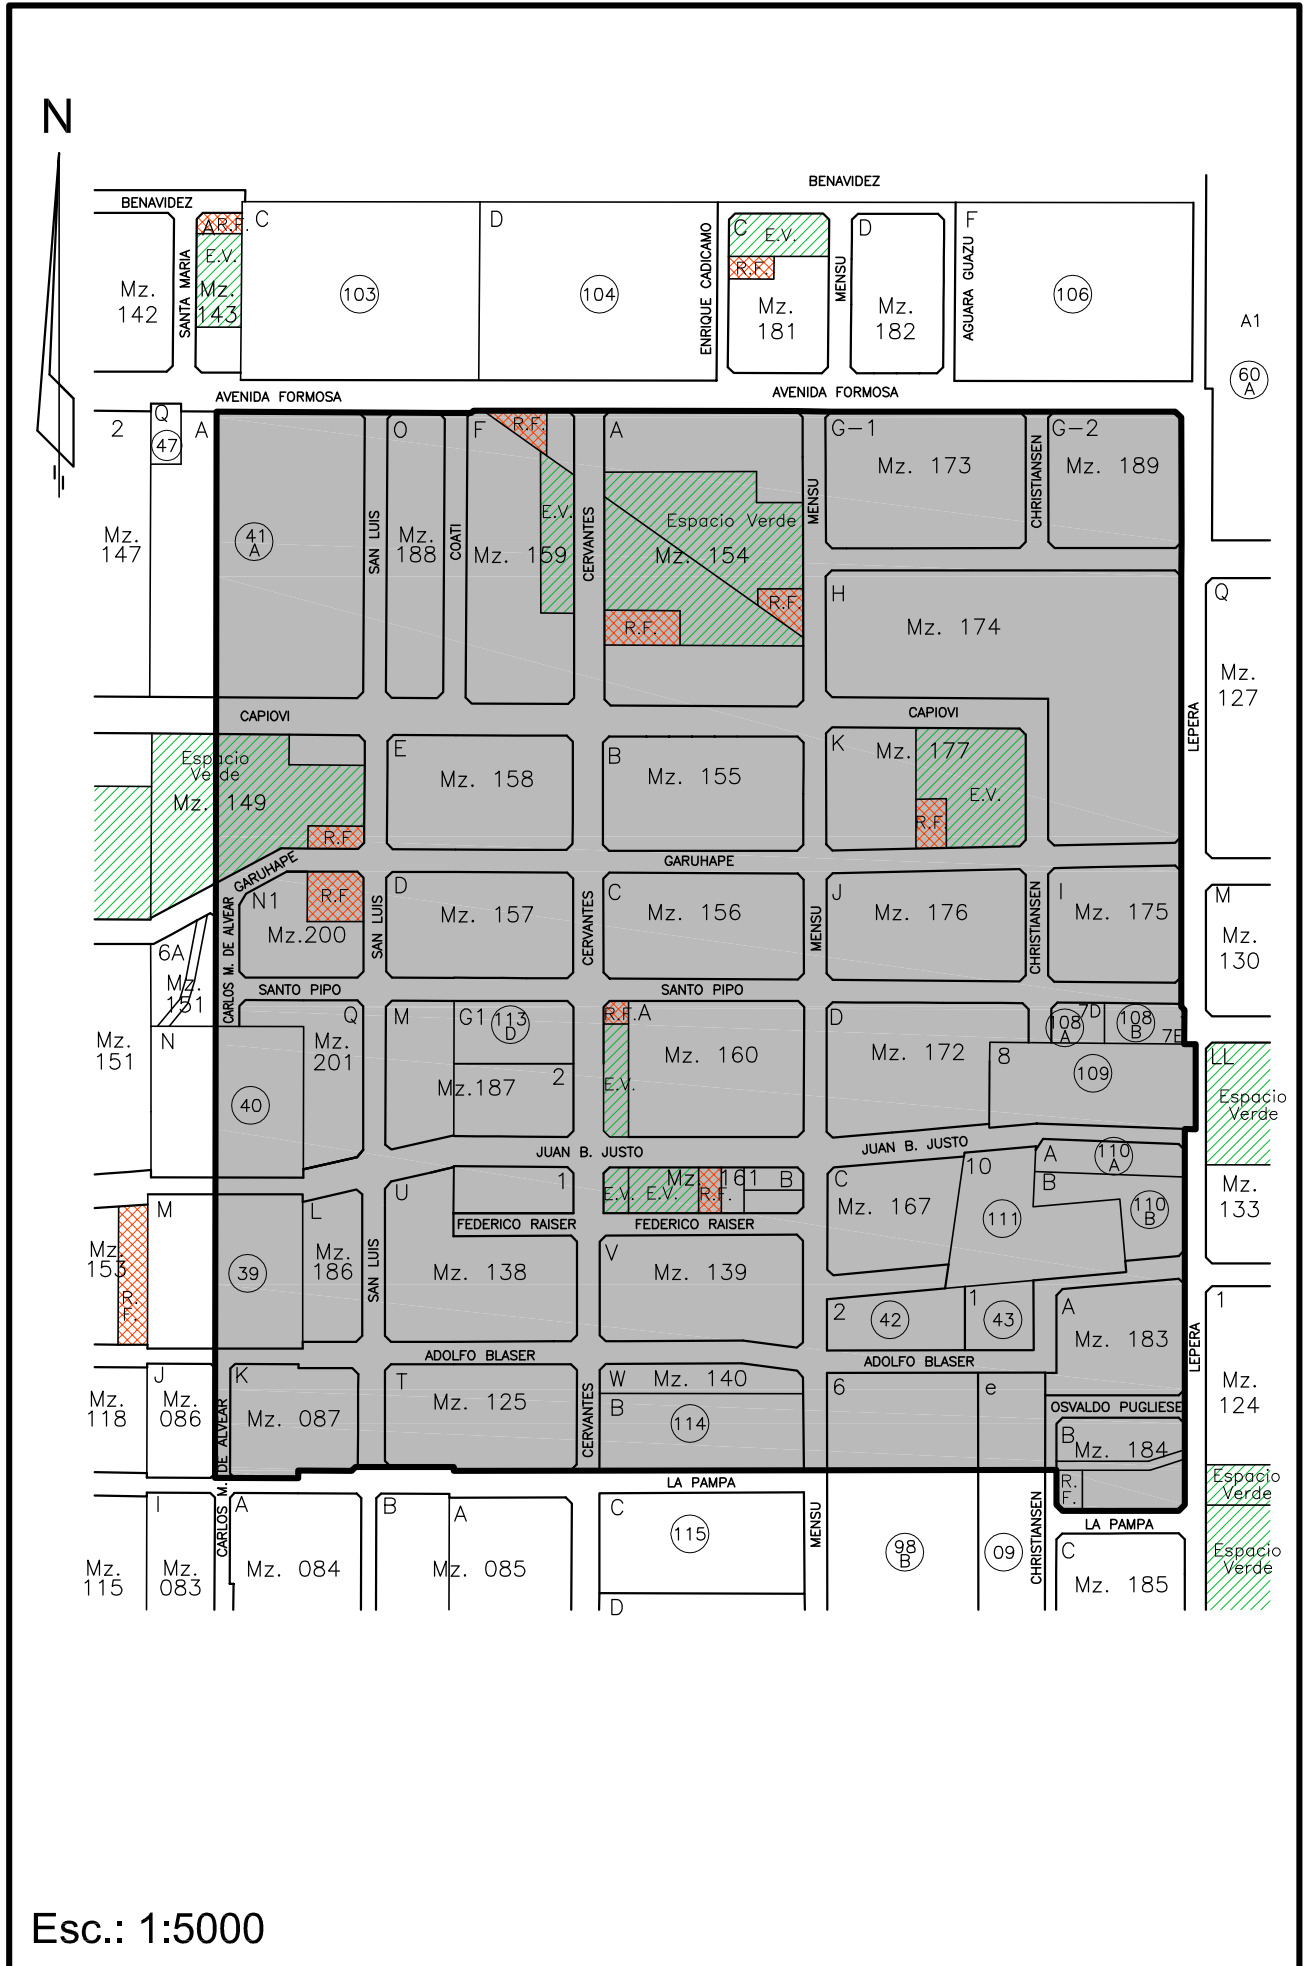 N
BENAVIDEZ
BENAVIDEZ
A R.F.
C
D
C
E.V.
D
F
E.V.
SANTA MARIA
Mz.
142
Mz.
143
103
104
ENRIQUE CADICAMO
R.F.
Mz.
181
MENSU
Mz.
182
AGUARA GUAZU
106
A1
60
A
AVENIDA FORMOSA
AVENIDA FORMOSA
2
Q
47
A
O
F
R.F.
A
G-1
G-2
Mz. 173
CHRISTIANSEN
Mz. 189
Mz.
147
41
A
SAN LUIS
Mz.
188
COATI
Mz. 159
E.V.
CERVANTES
Espacio Verde
Mz. 154
MENSU
R.F.
R.F.
H
Mz. 174
Q
Mz.
127
LEPERA
CAPIOVI
CAPIOVI
Espacio
Verde
Mz. 149
R.F
E
Mz. 158
B
Mz. 155
K
Mz. 177
E.V.
R.F.
GARUHAPE
GARUHAPE
CARLOS M. DE ALVEAR
N1
R.F
Mz.200
SAN LUIS
D
Mz. 157
CERVANTES
C
Mz. 156
MENSU
J
Mz. 176
CHRISTIANSEN
I
Mz. 175
M
Mz.
130
6A
Mz.
151
SANTO PIPO
SANTO PIPO
Mz.
151
N
Q
Mz.
201
40
M
G1
113
D
2
Mz.187
R.F.
A
Mz. 160
E.V.
D
Mz. 172
108
A
7D
108
B
7E
8
109
LL
Espacio
Verde
JUAN B. JUSTO
JUAN B. JUSTO
Mz.
153
R.
F.
M
39
L
Mz.
186
SAN LUIS
U
1
FEDERICO RAISER
Mz. 138
E.V.
E.V.
Mz. 161
R.F.
1
B
FEDERICO RAISER
V
Mz. 139
C
Mz. 167
10
111
A
110
A
B
110
B
Mz.
133
2
42
1
43
A
Mz. 183
LEPERA
1
Mz.
124
ADOLFO BLASER
ADOLFO BLASER
Mz.
118
J
Mz.
086
CARLOS M. DE ALVEAR
K
Mz. 087
T
Mz. 125
CERVANTES
W
Mz. 140
B
114
6
e
OSVALDO PUGLIESE
B
Mz. 184
R.
F.
Espacio
Verde
LA PAMPA
LA PAMPA
Mz.
115
I
Mz.
083
A
Mz. 084
B
A
Mz. 085
C
115
D
MENSU
98
B
09
CHRISTIANSEN
C
Mz. 185
Espacio
Verde
Esc.: 1:5000